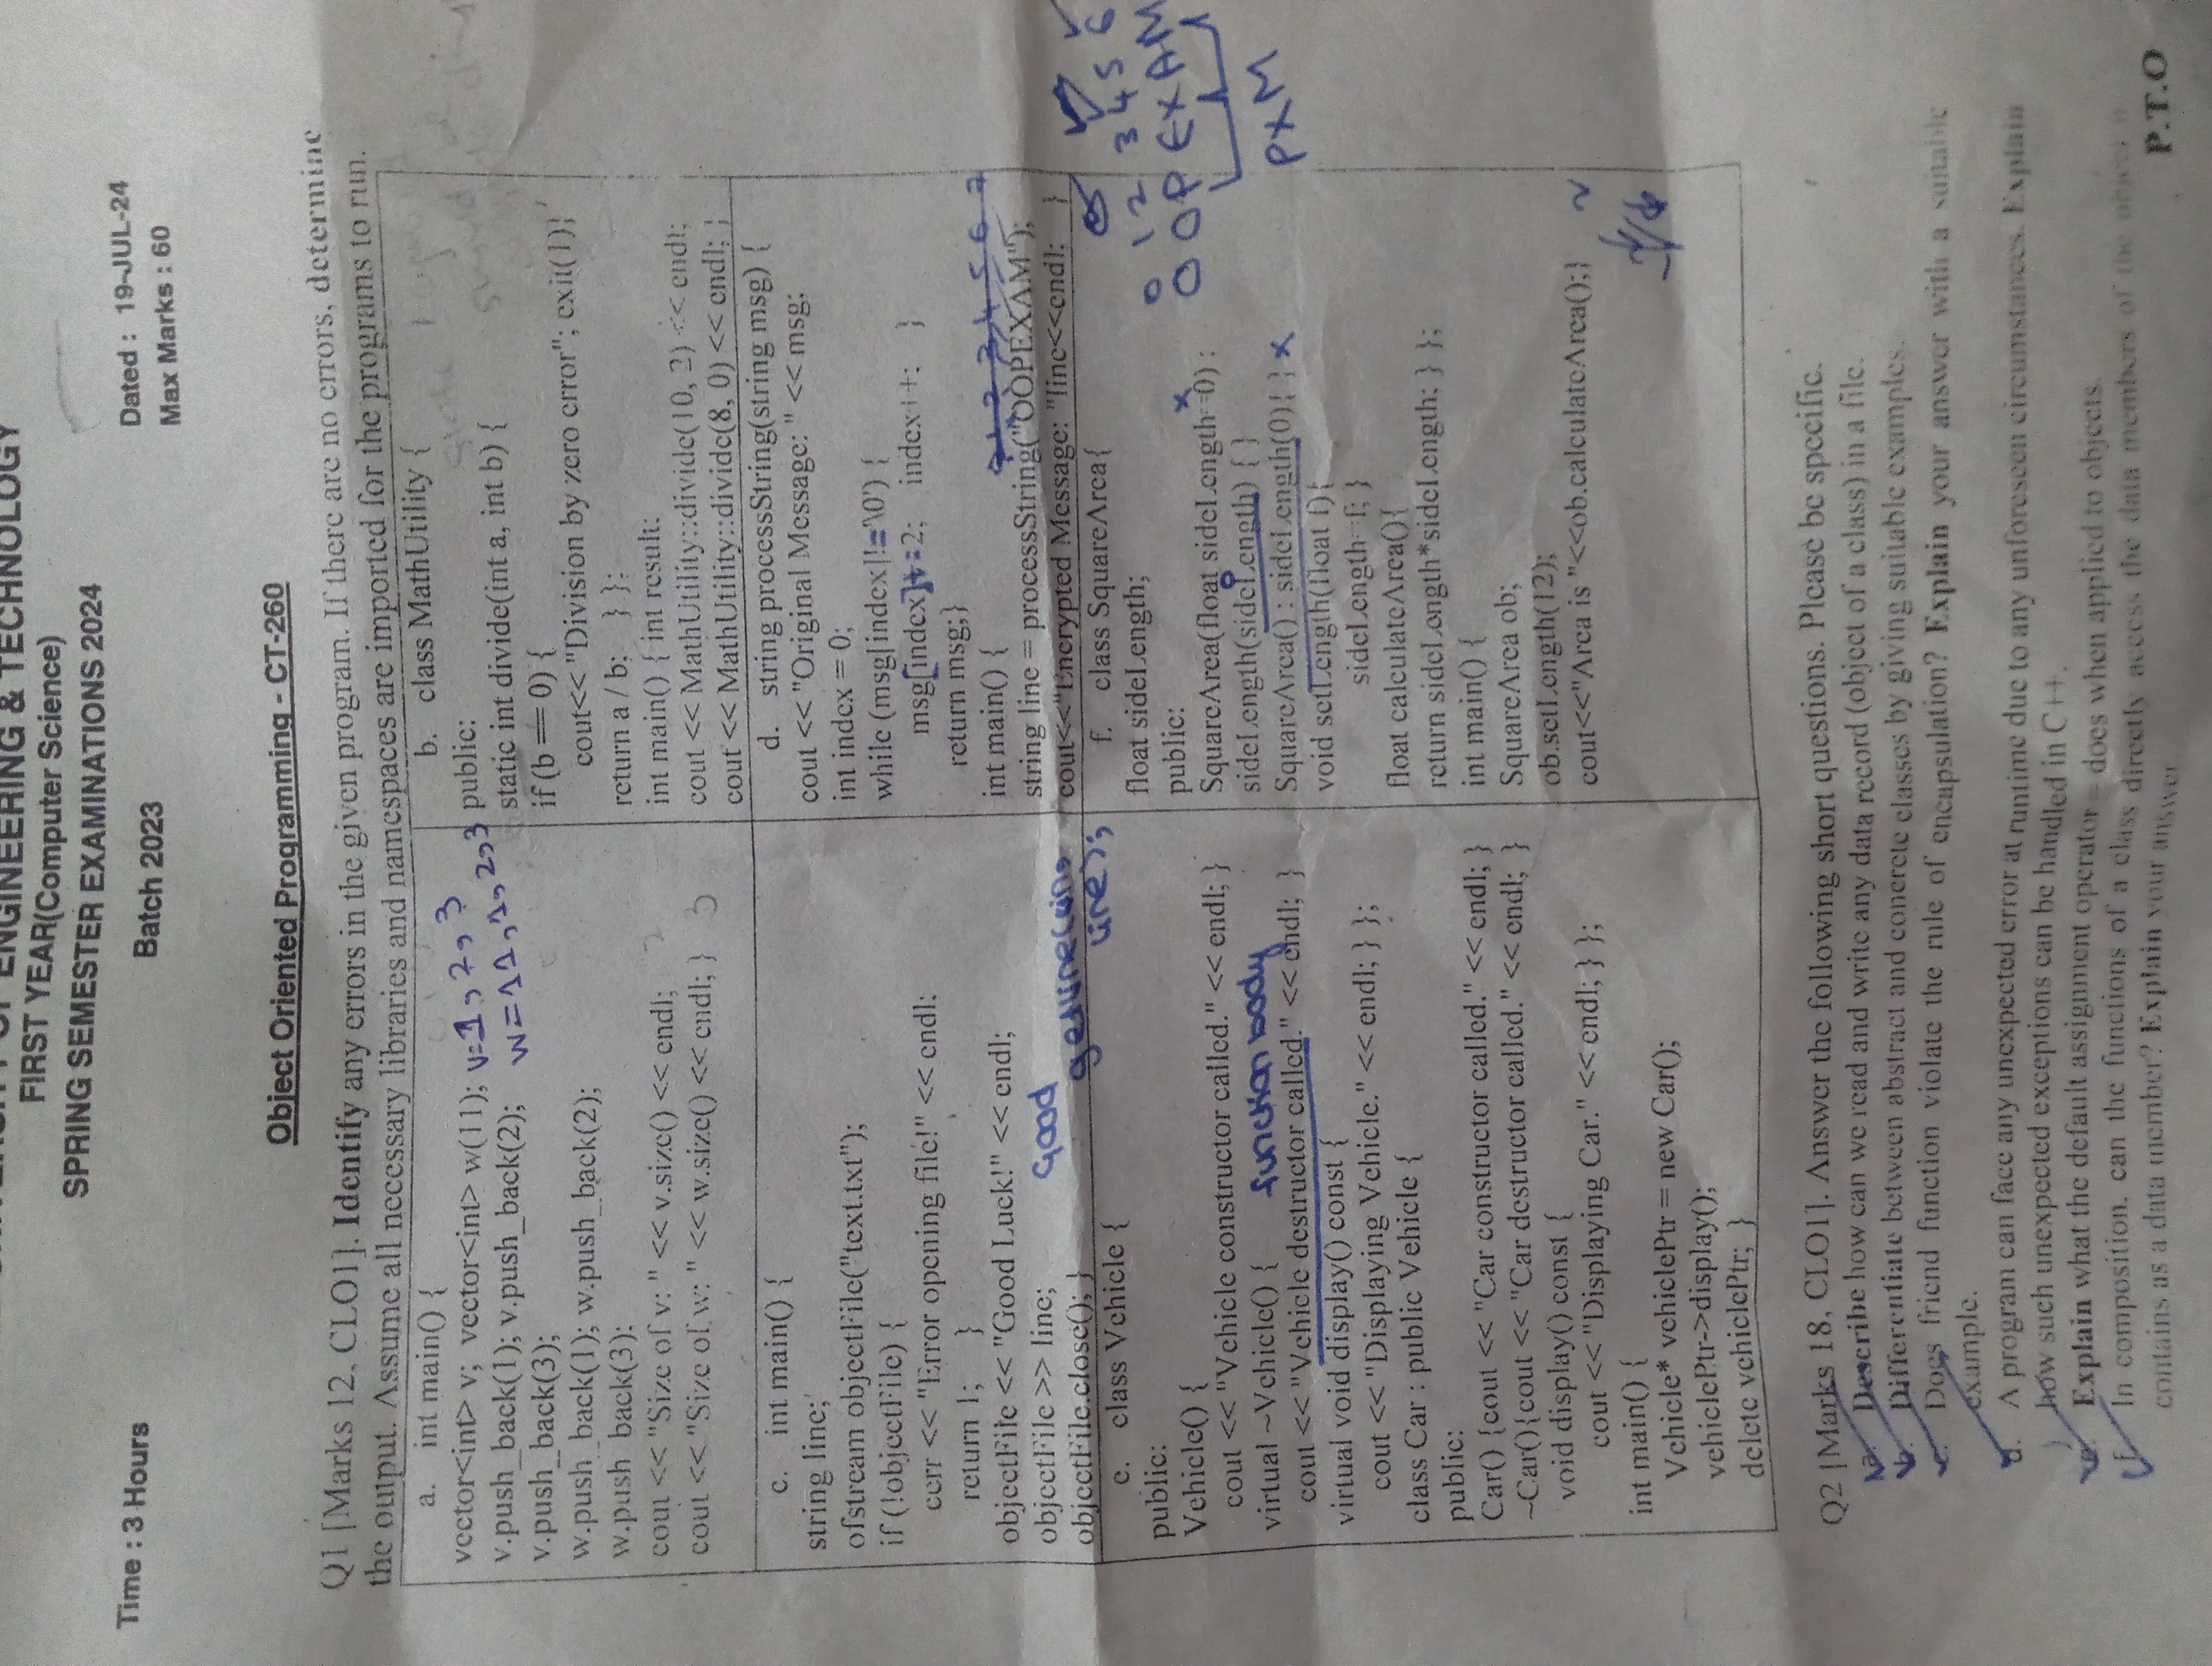 UNIVERSITY OF ENGINEERING & TECHNOLOGY
FIRST YEAR(Computer Science)
SPRING SEMESTER EXAMINATIONS 2024
Time : 3 Hours
Batch 2023
Dated : 19-JUL-24
Max Marks : 60
Object Oriented Programming - CT-260
Q1 [Marks 12, CLO1]. Identify any errors in the given program. If there are no errors, determine
the output. Assume all necessary libraries and namespaces are imported for the programs to run.
a. int main() {
vector<int> v; vector<int> w(11); v=1,2,3
v.push_back(1); v.push_back(2); w=11,1,2,3
v.push_back(3);
w.push_back(1); w.push_back(2);
w.push_back(3);
cout << "Size of v: " << v.size() << endl; 2
cout << "Size of w: " << w.size() << endl; } 3
b. class MathUtility {
public:
static int divide(int a, int b) {
if (b == 0) {
cout<< "Division by zero error"; exit(1);
return a / b; } };
int main() { int result;
cout << MathUtility::divide(10, 2) << endl;
cout << MathUtility::divide(8, 0) << endl; }
c. int main() {
string line;
ofstream objectFile("text.txt");
if (!objectFile) {
cerr << "Error opening file!" << endl;
return 1; }
objectFile << "Good Luck!" << endl;
objectFile >> line; Good
objectFile.close(); } getline(cin,
line);
d. string processString(string msg) {
cout << "Original Message: " << msg;
int index = 0;
while (msg[index]!='\0') {
msg[index]+=2; index++; }
return msg;}
int main() {
0 1 2 3 4 5 6 7
string line = processString("OOPEXAM");
cout<<"Encrypted Message: "line<<endl; }
0 1 2 3 4 5 6
OOPEXAM
PXM
e. class Vehicle {
public:
Vehicle() {
cout << "Vehicle constructor called." << endl; }
virtual ~Vehicle() { function body
cout << "Vehicle destructor called." << endl; }
virtual void display() const {
cout << "Displaying Vehicle." << endl; } };
class Car : public Vehicle {
public:
Car() {cout << "Car constructor called." << endl; }
~Car(){cout << "Car destructor called." << endl; }
void display() const {
cout << "Displaying Car." << endl; } };
int main() {
Vehicle* vehiclePtr = new Car();
vehiclePtr->display();
delete vehiclePtr; }
f. class SquareArea{
float sideLength;
public:
x
SquareArea(float sideLength=0) :
0
sideLength(sideLength) { }
SquareArea() : sideLength(0){ } x
void setLength(float f){
sideLength=f; }
float calculateArea(){
return sideLength*sideLength; } };
int main() {
SquareArea ob;
ob.setLength(12);
cout<<"Area is "<<ob.calculateArea();}
Q2 [Marks 18, CLO1]. Answer the following short questions. Please be specific.
a. Describe how can we read and write any data record (object of a class) in a file.
b. Differentiate between abstract and concrete classes by giving suitable examples.
c. Does friend function violate the rule of encapsulation? Explain your answer with a suitable
example.
d. A program can face any unexpected error at runtime due to any unforeseen circumstances. Explain
how such unexpected exceptions can be handled in C++.
e. Explain what the default assignment operator = does when applied to objects.
f. In composition, can the functions of a class directly access the data members of the object it
contains as a data member? Explain your answer
P.T.O